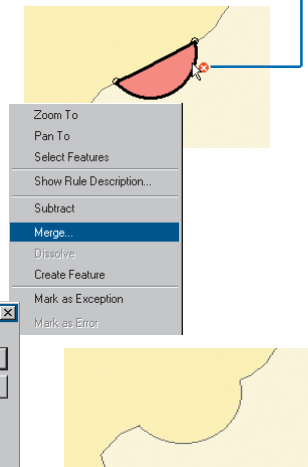 Zoom To
Pan To
Select Features
Show Rule Description...
Subtract
Merge...
Dissolve
Create Feature
Mark as Exception
Mark as Error